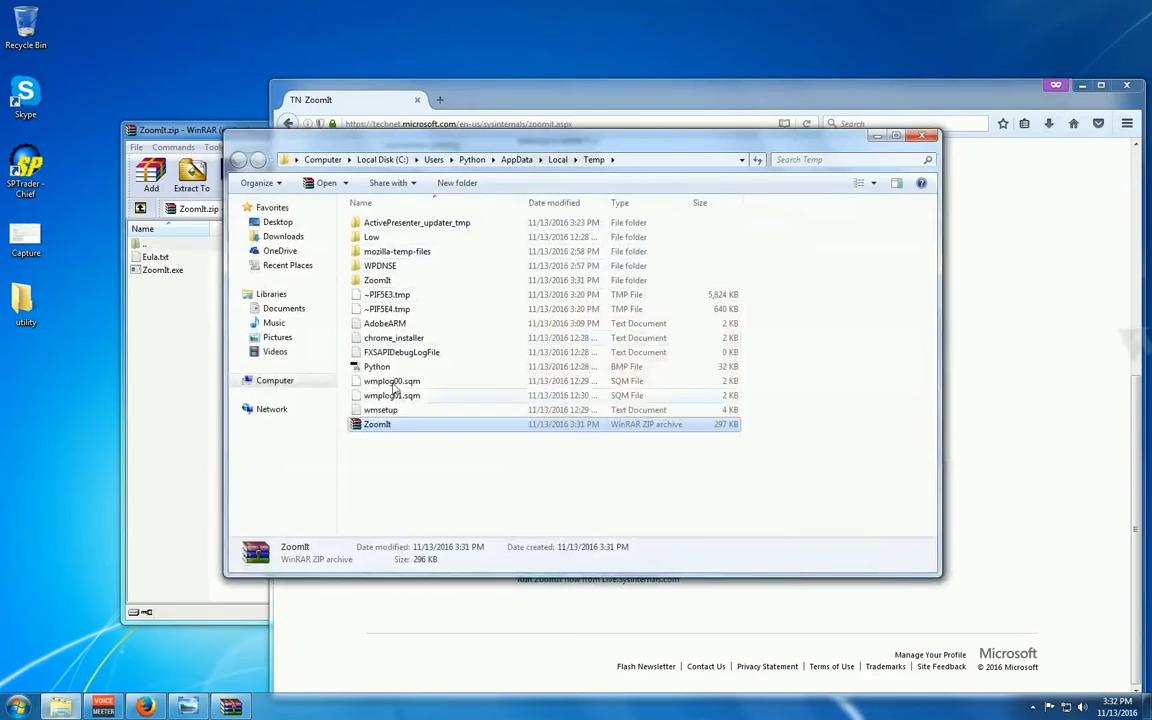 Recycle Bin
Skype
SPTrader -
Chief
Capture
utility
TN ZoomIt
https://technet.microsoft.com/en-us/sysinternals/zoomit.aspx
Search
ZoomIt.zip - WinRAR
File Commands Tools
Add Extract To
ZoomIt.zip
Name
..
Eula.txt
ZoomIt.exe
Computer Local Disk (C:) Users Python AppData Local Temp
Search Temp
Organize Open Share with New folder
Name Date modified Type Size
Favorites
Desktop
Downloads
OneDrive
Recent Places
Libraries
Documents
Music
Pictures
Videos
Computer
Network
ActivePresenter_updater_tmp 11/13/2016 3:23 PM File folder
Low 11/13/2016 12:28 ... File folder
mozilla-temp-files 11/13/2016 2:58 PM File folder
WPDNSE 11/13/2016 2:57 PM File folder
ZoomIt 11/13/2016 3:31 PM File folder
~PIF5E3.tmp 11/13/2016 3:20 PM TMP File 5,824 KB
~PIF5E4.tmp 11/13/2016 3:20 PM TMP File 640 KB
AdobeARM 11/13/2016 3:09 PM Text Document 2 KB
chrome_installer 11/13/2016 12:28 ... Text Document 2 KB
FXSAPIDebugLogFile 11/13/2016 12:28 ... Text Document 0 KB
Python 11/13/2016 12:28 ... BMP File 32 KB
wmplog00.sqm 11/13/2016 12:29 ... SQM File 2 KB
wmplog01.sqm 11/13/2016 12:30 ... SQM File 2 KB
wmsetup 11/13/2016 12:29 ... Text Document 4 KB
ZoomIt 11/13/2016 3:31 PM WinRAR ZIP archive 297 KB
ZoomIt Date modified: 11/13/2016 3:31 PM Date created: 11/13/2016 3:31 PM
WinRAR ZIP archive Size: 296 KB
Run ZoomIt now from Live.Sysinternals.com
Manage Your Profile
Flash Newsletter | Contact Us | Privacy Statement | Terms of Use | Trademarks | Site Feedback
Microsoft
© 2016 Microsoft
VOICE
MEETER
3:32 PM
11/13/2016